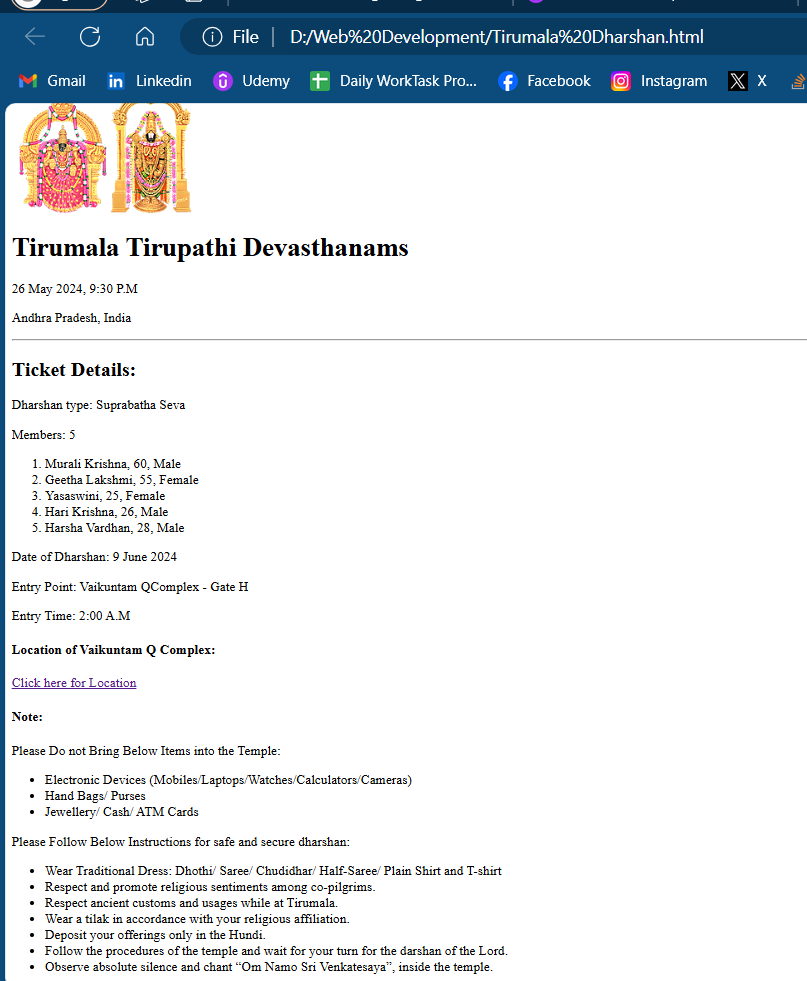 File
D:/Web%20Development/Tirumala%20Dharshan.html
Gmail
Linkedin
Udemy
Daily WorkTask Pro...
Facebook
Instagram
X
Tirumala Tirupathi Devasthanams
26 May 2024, 9:30 P.M
Andhra Pradesh, India
Ticket Details:
Dharshan type: Suprabatha Seva
Members: 5
1. Murali Krishna, 60, Male
2. Geetha Lakshmi, 55, Female
3. Yasaswini, 25, Female
4. Hari Krishna, 26, Male
5. Harsha Vardhan, 28, Male
Date of Dharshan: 9 June 2024
Entry Point: Vaikuntam QComplex - Gate H
Entry Time: 2:00 A.M
Location of Vaikuntam Q Complex:
Click here for Location
Note:
Please Do not Bring Below Items into the Temple:
• Electronic Devices (Mobiles/Laptops/Watches/Calculators/Cameras)
• Hand Bags/ Purses
• Jewellery/ Cash/ ATM Cards
Please Follow Below Instructions for safe and secure dharshan:
• Wear Traditional Dress: Dhothi/ Saree/ Chudidhar/ Half-Saree/ Plain Shirt and T-shirt
• Respect and promote religious sentiments among co-pilgrims.
• Respect ancient customs and usages while at Tirumala.
• Wear a tilak in accordance with your religious affiliation.
• Deposit your offerings only in the Hundi.
• Follow the procedures of the temple and wait for your turn for the darshan of the Lord.
• Observe absolute silence and chant “Om Namo Sri Venkatesaya”, inside the temple.